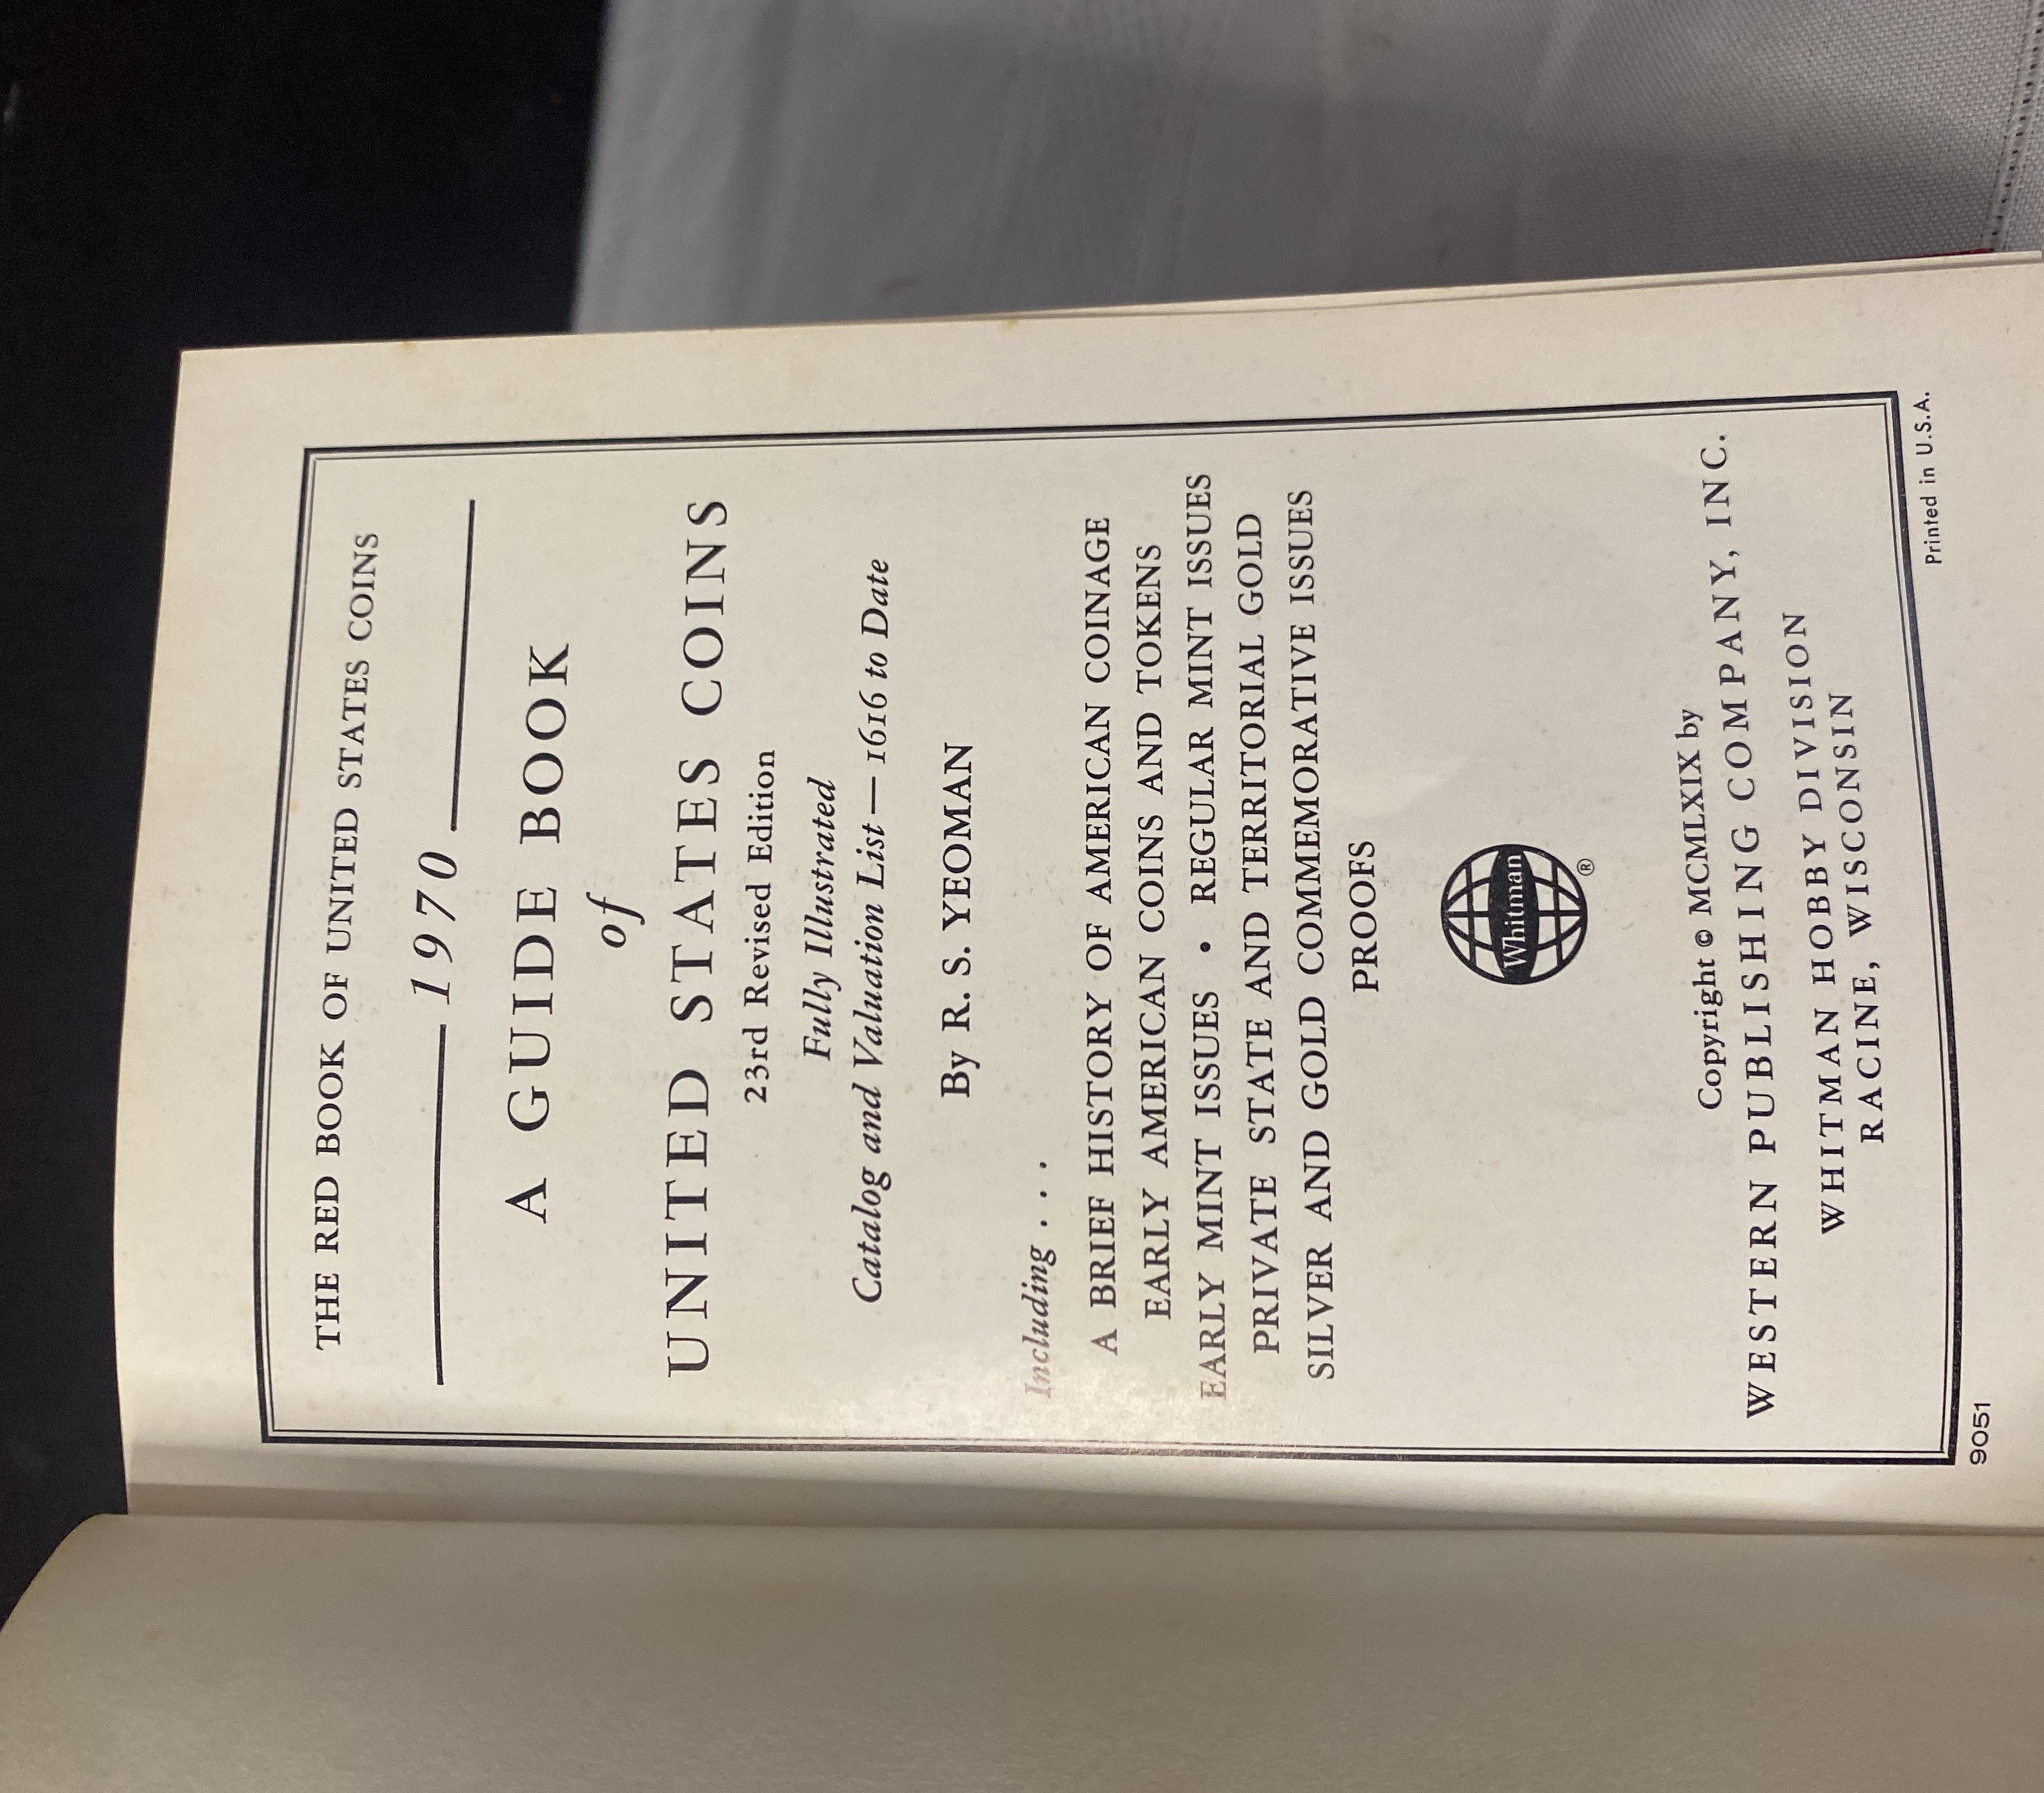 THE RED BOOK OF UNITED STATES COINS
1970
A GUIDE BOOK
of
UNITED STATES COINS
23rd Revised Edition
Fully Illustrated
Catalog and Valuation List — 1616 to Date
By R. S. YEOMAN
Including . . .
A BRIEF HISTORY OF AMERICAN COINAGE
EARLY AMERICAN COINS AND TOKENS
EARLY MINT ISSUES • REGULAR MINT ISSUES
PRIVATE STATE AND TERRITORIAL GOLD
SILVER AND GOLD COMMEMORATIVE ISSUES
PROOFS
Whitman ®
Copyright © MCMLXIX by
WESTERN PUBLISHING COMPANY, INC.
WHITMAN HOBBY DIVISION
RACINE, WISCONSIN
9051 Printed in U.S.A.